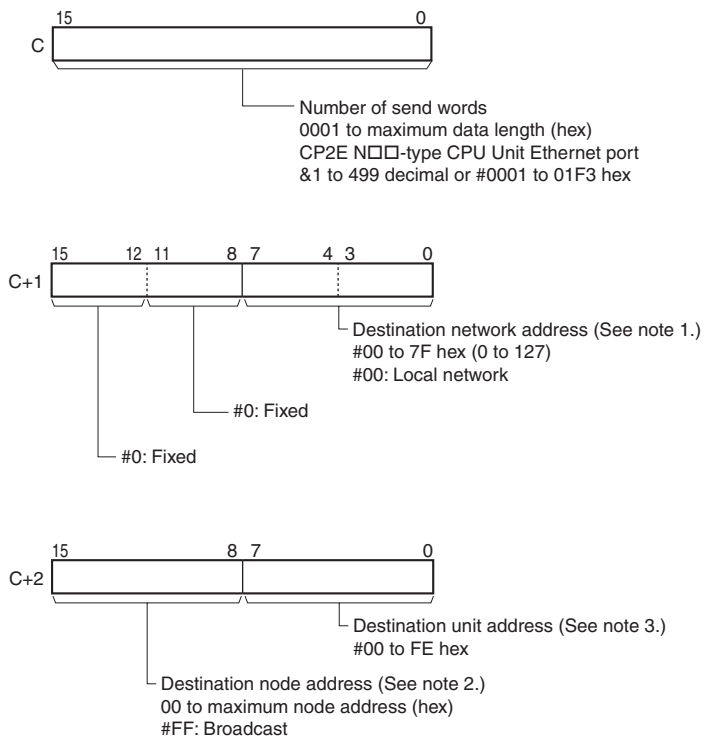 15 0
C
Number of send words
0001 to maximum data length (hex)
CP2E N□□-type CPU Unit Ethernet port
&1 to 499 decimal or #0001 to 01F3 hex
15 12 11 8 7 4 3 0
C+1
Destination network address (See note 1.)
#00 to 7F hex (0 to 127)
#00: Local network
#0: Fixed
#0: Fixed
15 8 7 0
C+2
Destination unit address (See note 3.)
#00 to FE hex
Destination node address (See note 2.)
00 to maximum node address (hex)
#FF: Broadcast